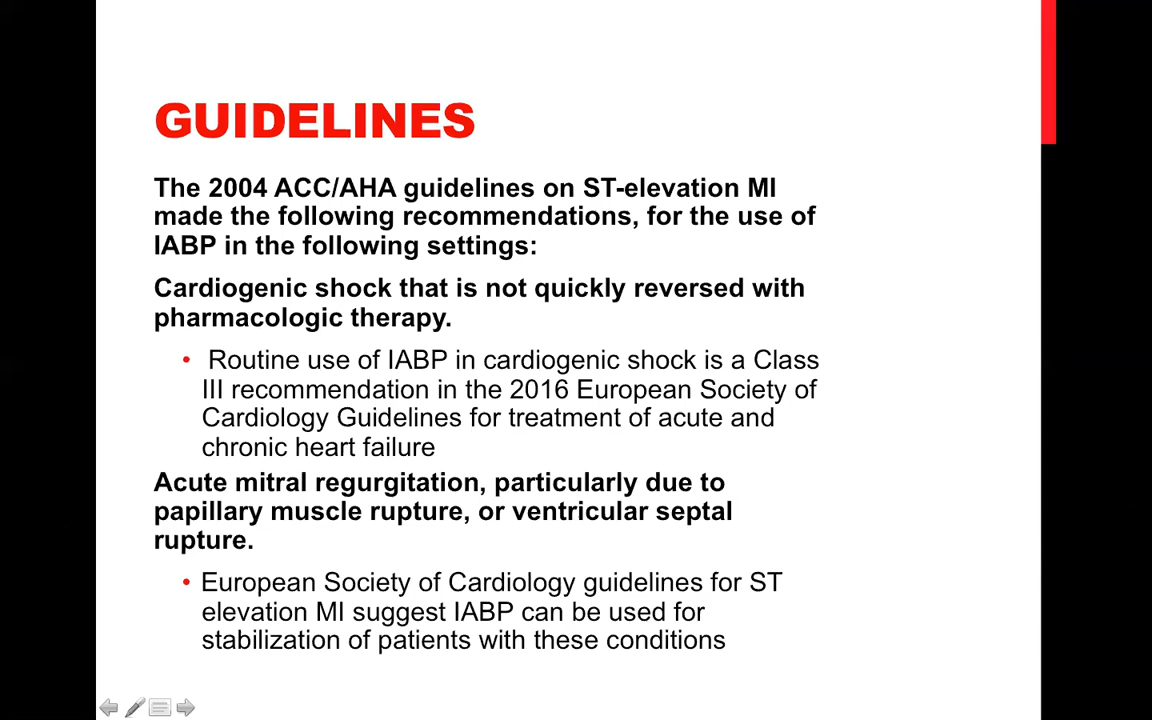 GUIDELINES
The 2004 ACC/AHA guidelines on ST-elevation MI
made the following recommendations, for the use of
IABP in the following settings:
Cardiogenic shock that is not quickly reversed with
pharmacologic therapy.
• Routine use of IABP in cardiogenic shock is a Class
III recommendation in the 2016 European Society of
Cardiology Guidelines for treatment of acute and
chronic heart failure
Acute mitral regurgitation, particularly due to
papillary muscle rupture, or ventricular septal
rupture.
• European Society of Cardiology guidelines for ST
elevation MI suggest IABP can be used for
stabilization of patients with these conditions